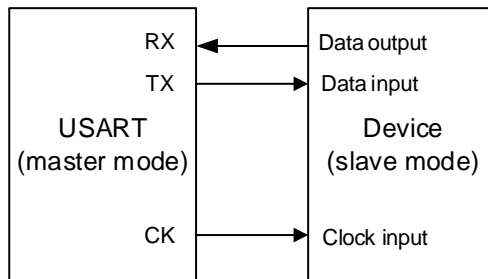 RX
Data output
TX
Data input
USART
(master mode)
Device
(slave mode)
CK
Clock input